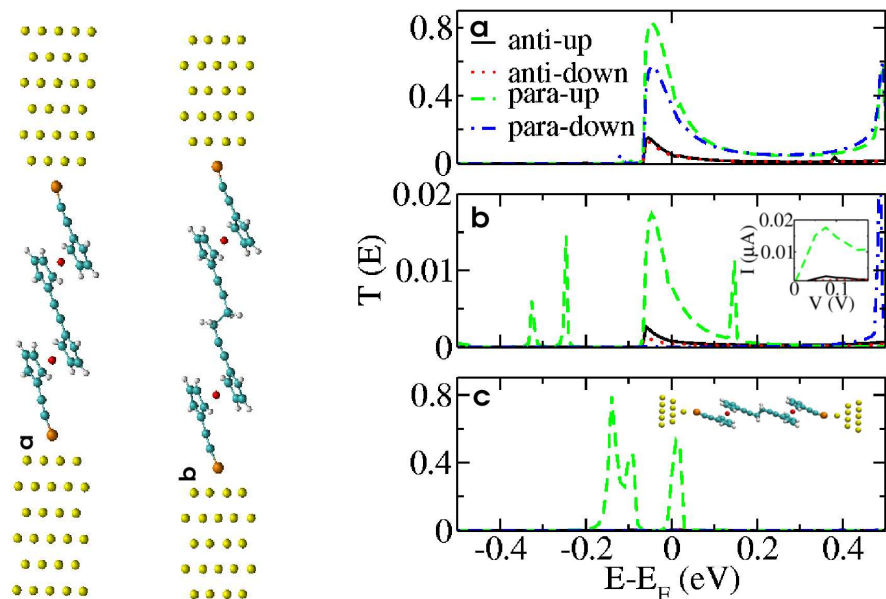 a
b
a
anti-up
anti-down
para-up
para-down
0.8
0.4
0
b
0.02
0.01
0
T (E)
I (μA)
0.02
0.01
0
0.1
V (V)
c
0.8
0.4
0
-0.4
-0.2
0
0.2
0.4
E-E_F (eV)